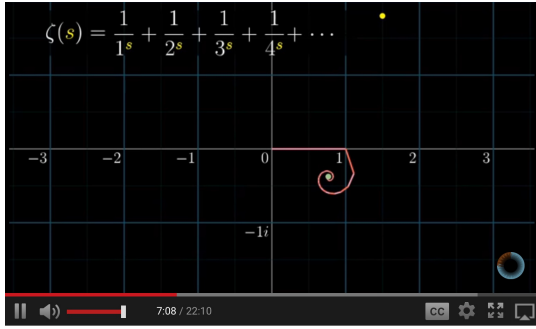 ζ(s) = 1/1^s + 1/2^s + 1/3^s + 1/4^s + ⋯
−3 −2 −1 0 1 2 3
−1i
7:08 / 22:10 CC